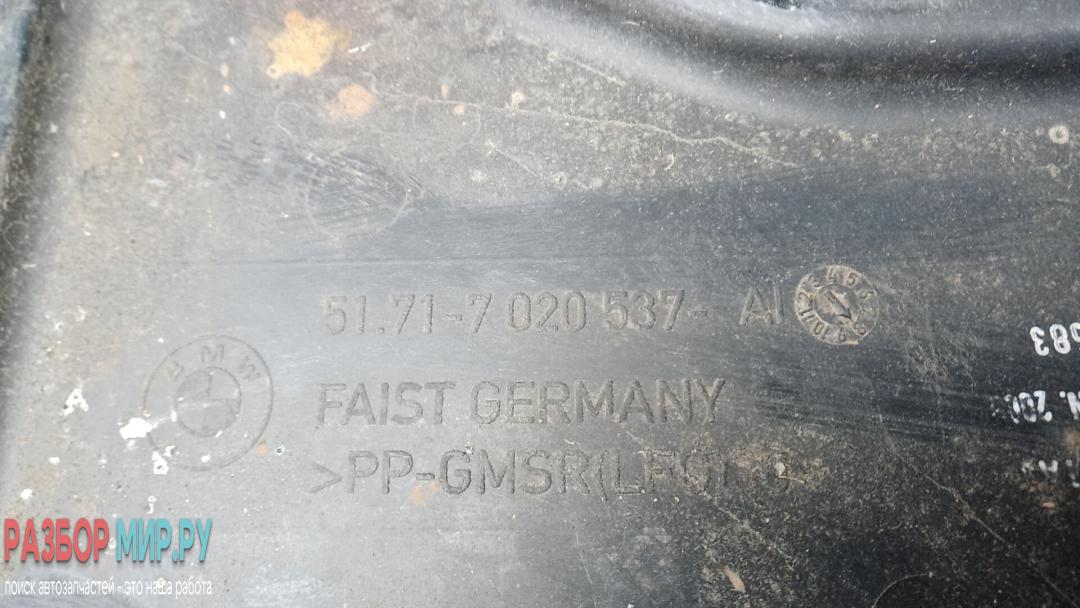 51.71-7 020 537- AI
BMW
FAIST GERMANY
>PP-GMSR(LFG)
РАЗБОР МИР.РУ
поиск автозапчастей - это наша работа